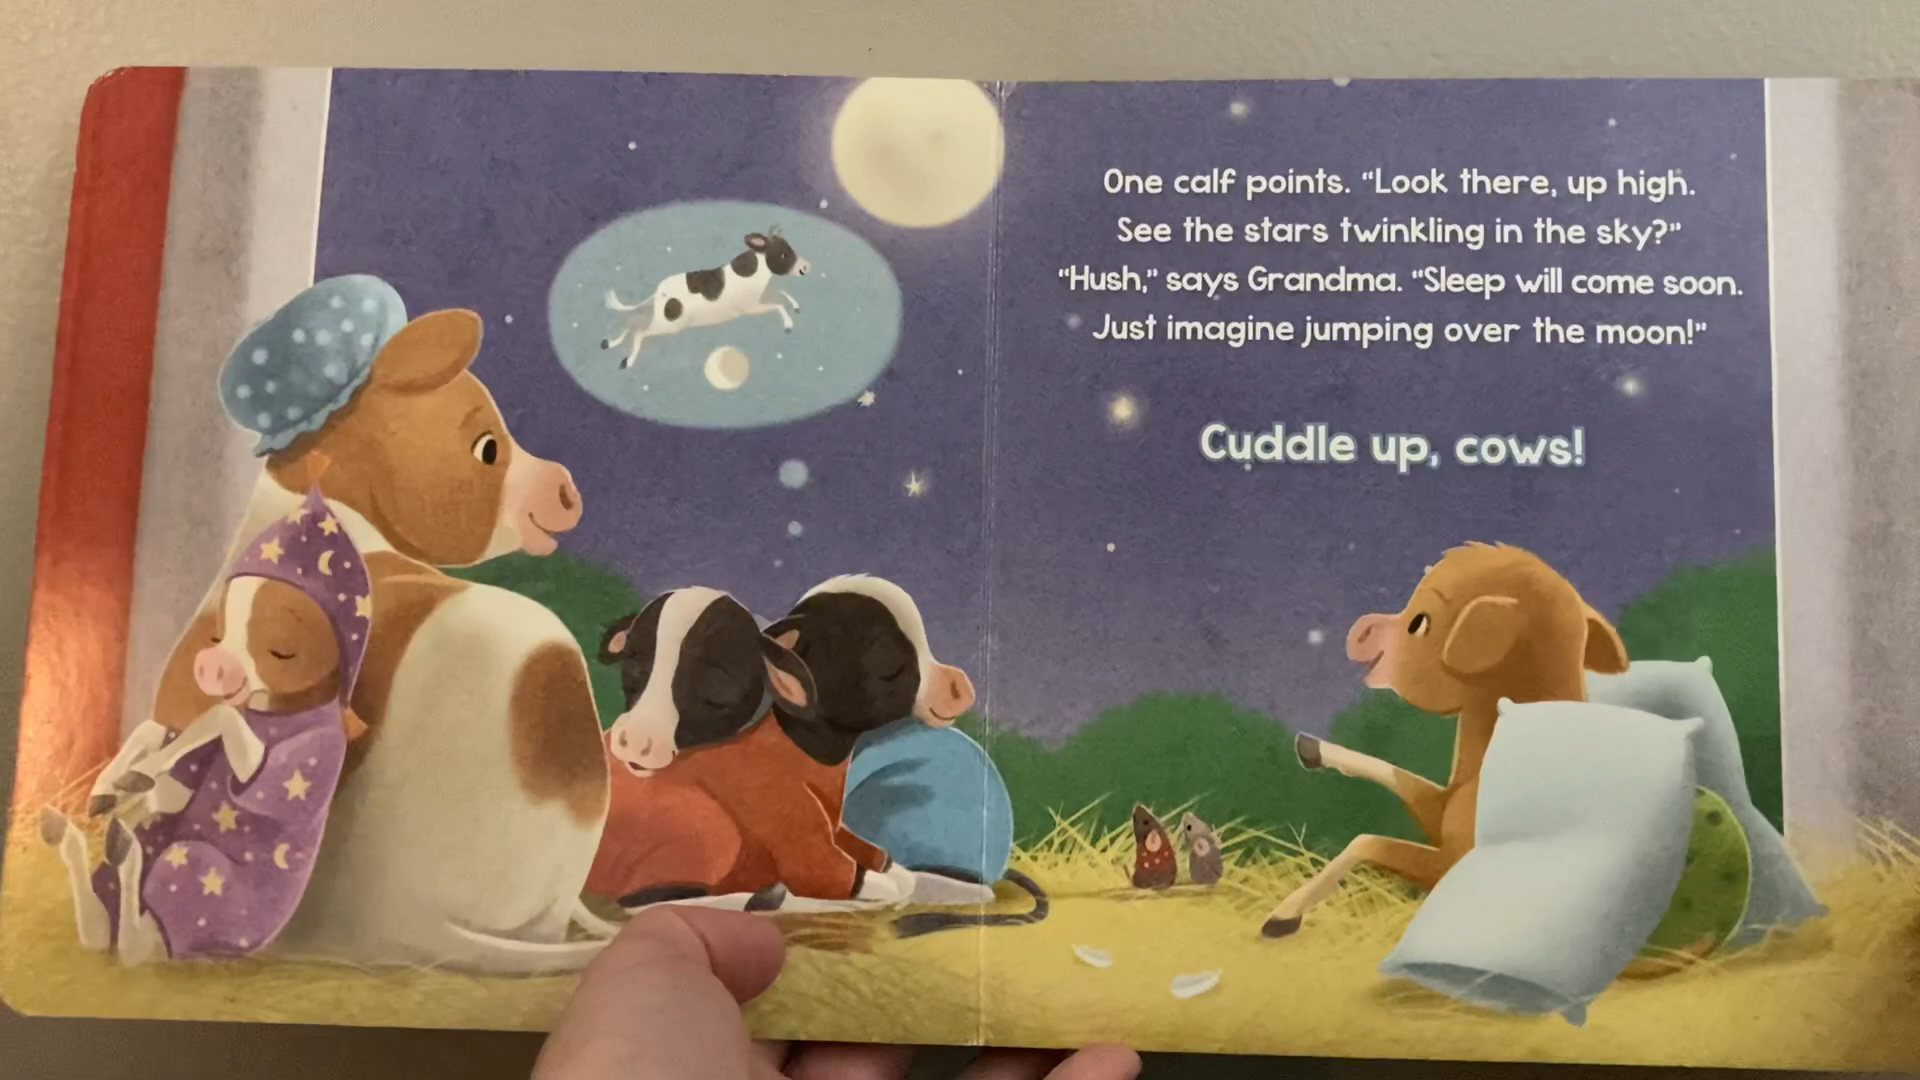 One calf points. “Look there, up high.
See the stars twinkling in the sky?”
“Hush,” says Grandma. “Sleep will come soon.
Just imagine jumping over the moon!”
Cuddle up, cows!